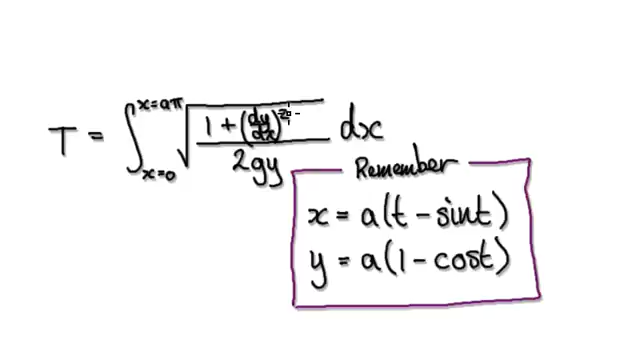 T = ∫_{x=0}^{x=aπ} √((1 + (dy/dx)²) / (2gy)) dx
Remember
x = a(t - sint)
y = a(1 - cost)